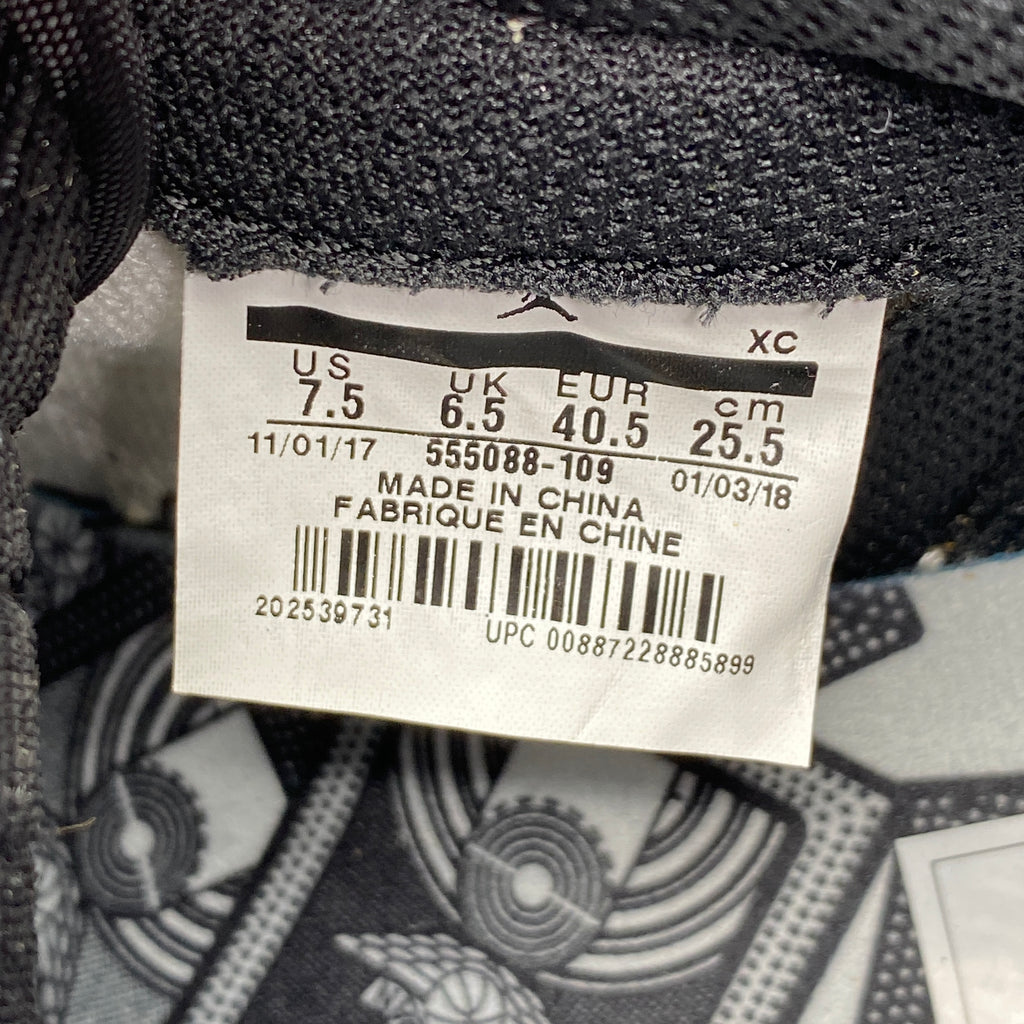 XC
US UK EUR cm
7.5 6.5 40.5 25.5
11/01/17 555088-109 01/03/18
MADE IN CHINA
FABRIQUE EN CHINE
202539731 UPC 00887228885899